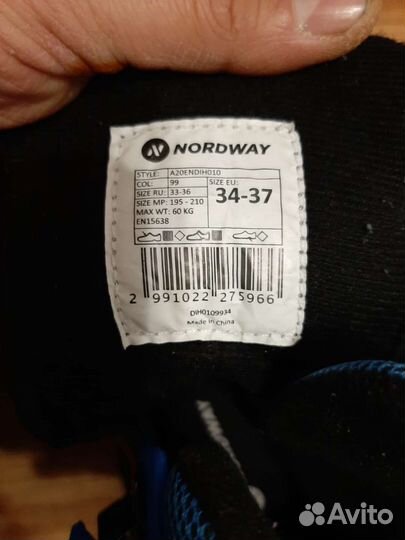 NORDWAY
STYLE: A20ENDIH010
COL: 99
SIZE RU: 33-36
SIZE MP: 195 - 210
MAX WT: 60 KG
EN15638
SIZE EU:
34-37
2 991022 275966
DIH0109934
Made in China
Avito